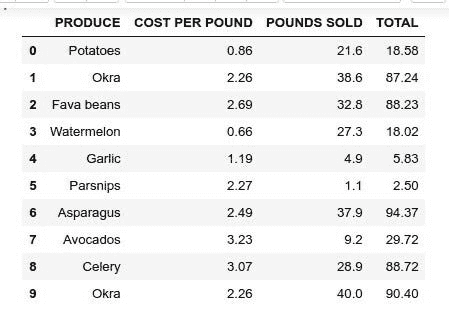 PRODUCE COST PER POUND POUNDS SOLD TOTAL
0 Potatoes 0.86 21.6 18.58
1 Okra 2.26 38.6 87.24
2 Fava beans 2.69 32.8 88.23
3 Watermelon 0.66 27.3 18.02
4 Garlic 1.19 4.9 5.83
5 Parsnips 2.27 1.1 2.50
6 Asparagus 2.49 37.9 94.37
7 Avocados 3.23 9.2 29.72
8 Celery 3.07 28.9 88.72
9 Okra 2.26 40.0 90.40